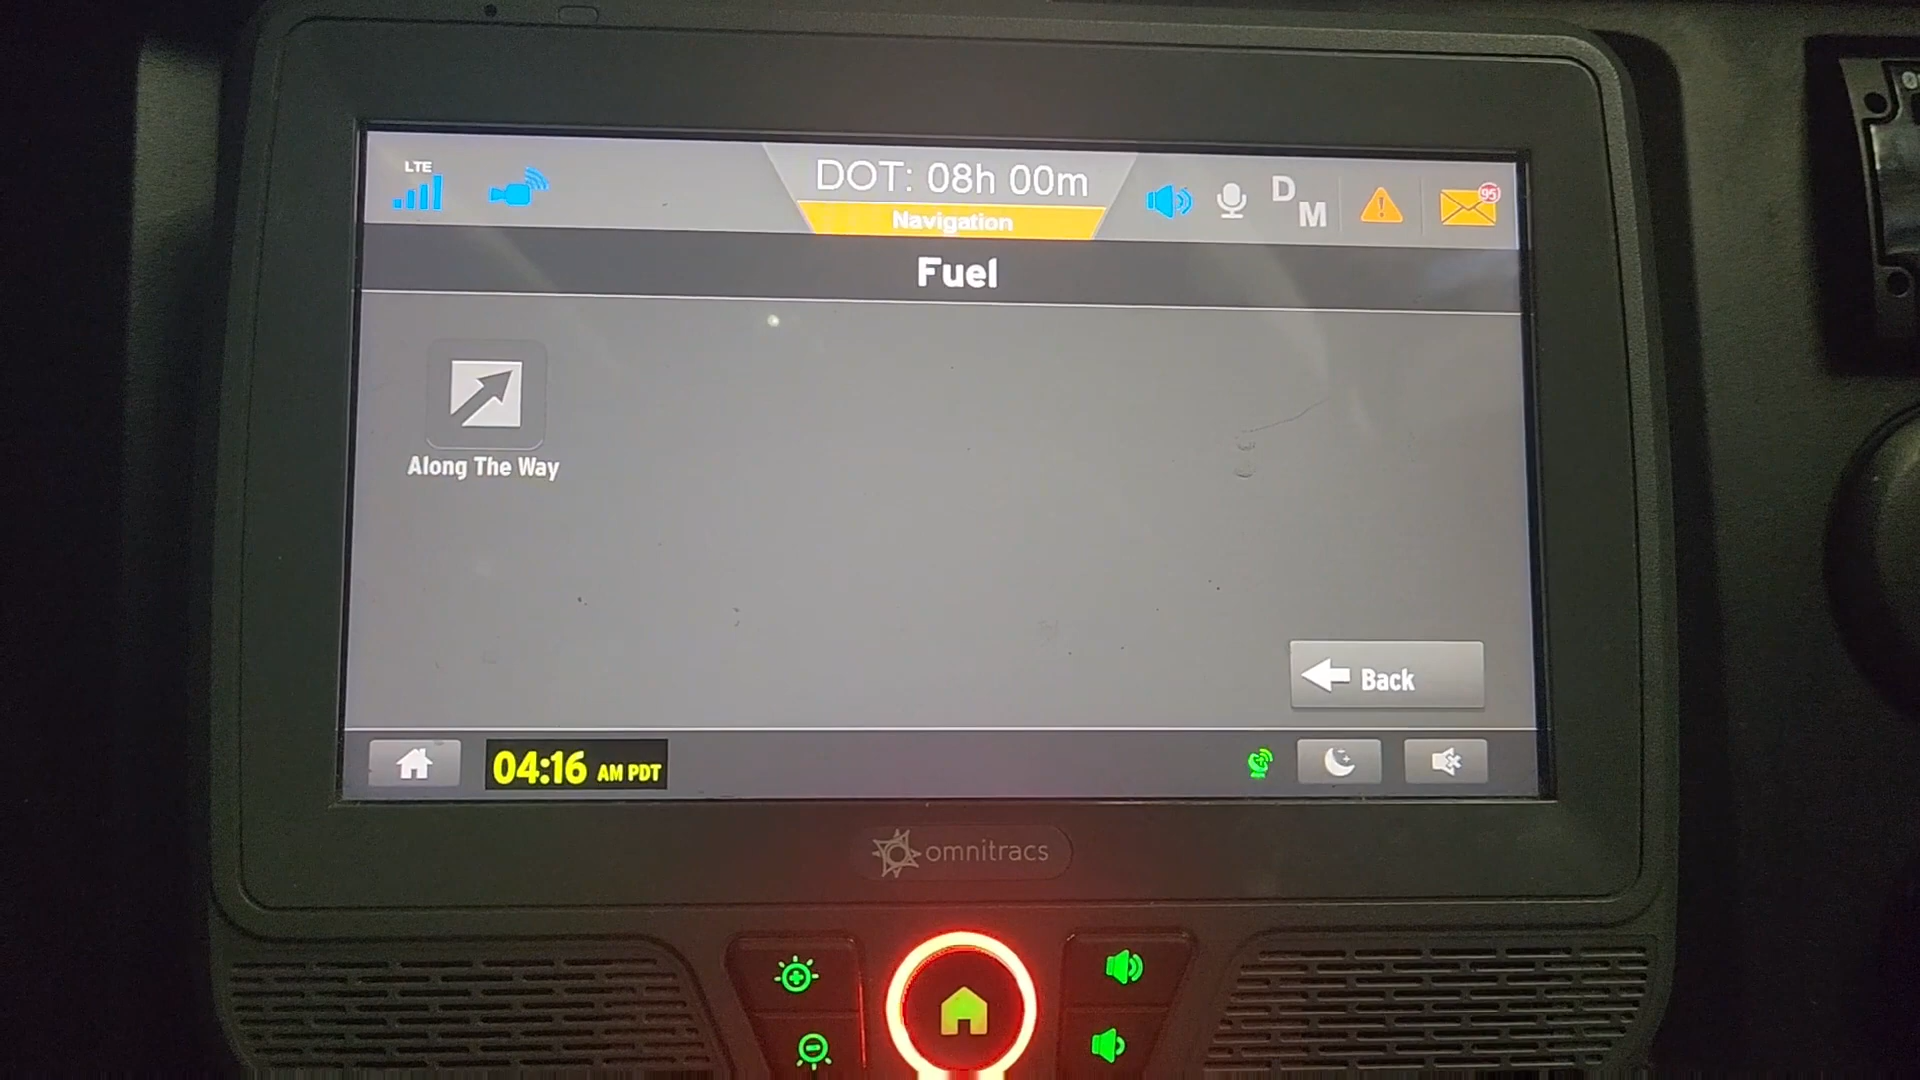 LTE
DOT: 08h 00m
D
M
95
Navigation
Fuel
Along The Way
Back
04:16 AM PDT
omnitracs